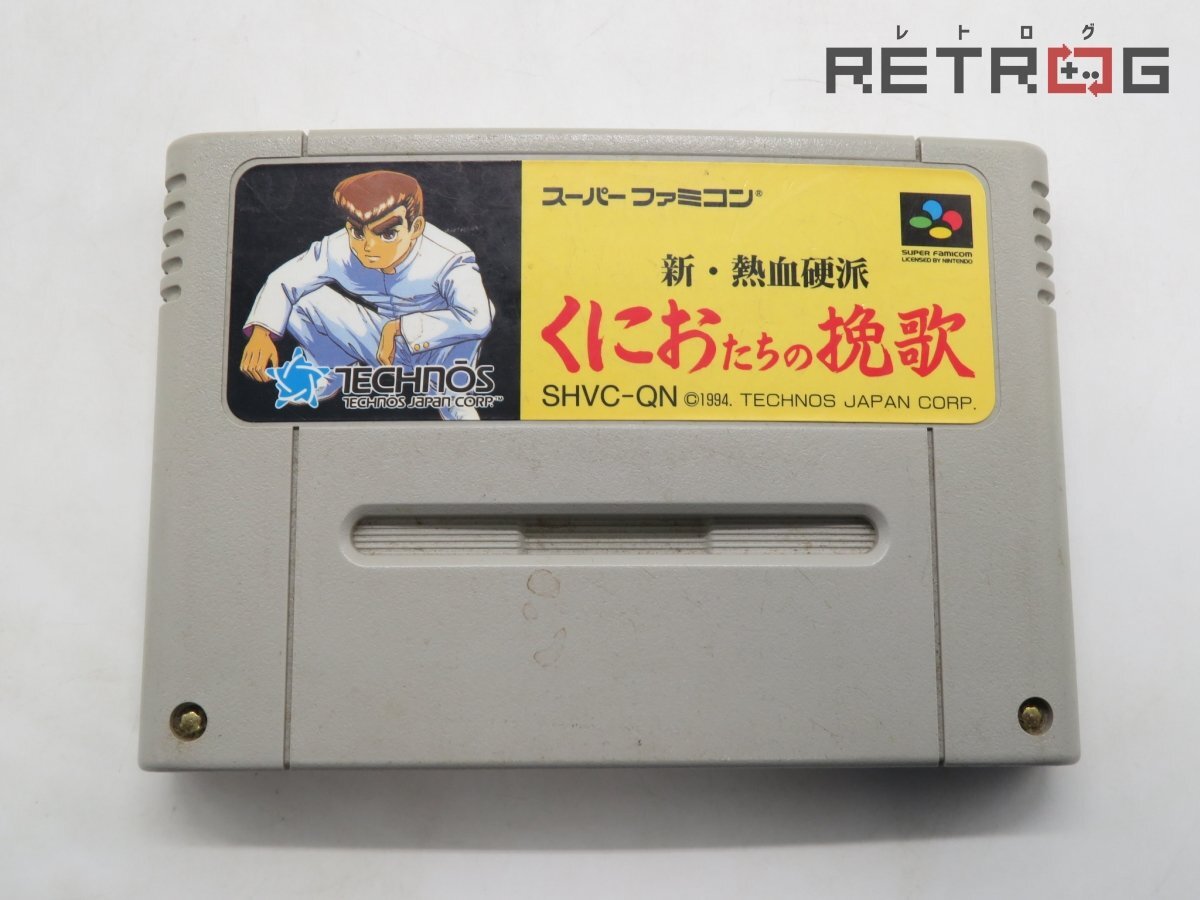 レトログ
RETROG
スーパーファミコン®
SUPER FAMICOM
LICENSED BY NINTENDO
新・熱血硬派
くにおたちの挽歌
TECHNOS
TECHNOS JAPAN CORP.™
SHVC-QN ©1994. TECHNOS JAPAN CORP.